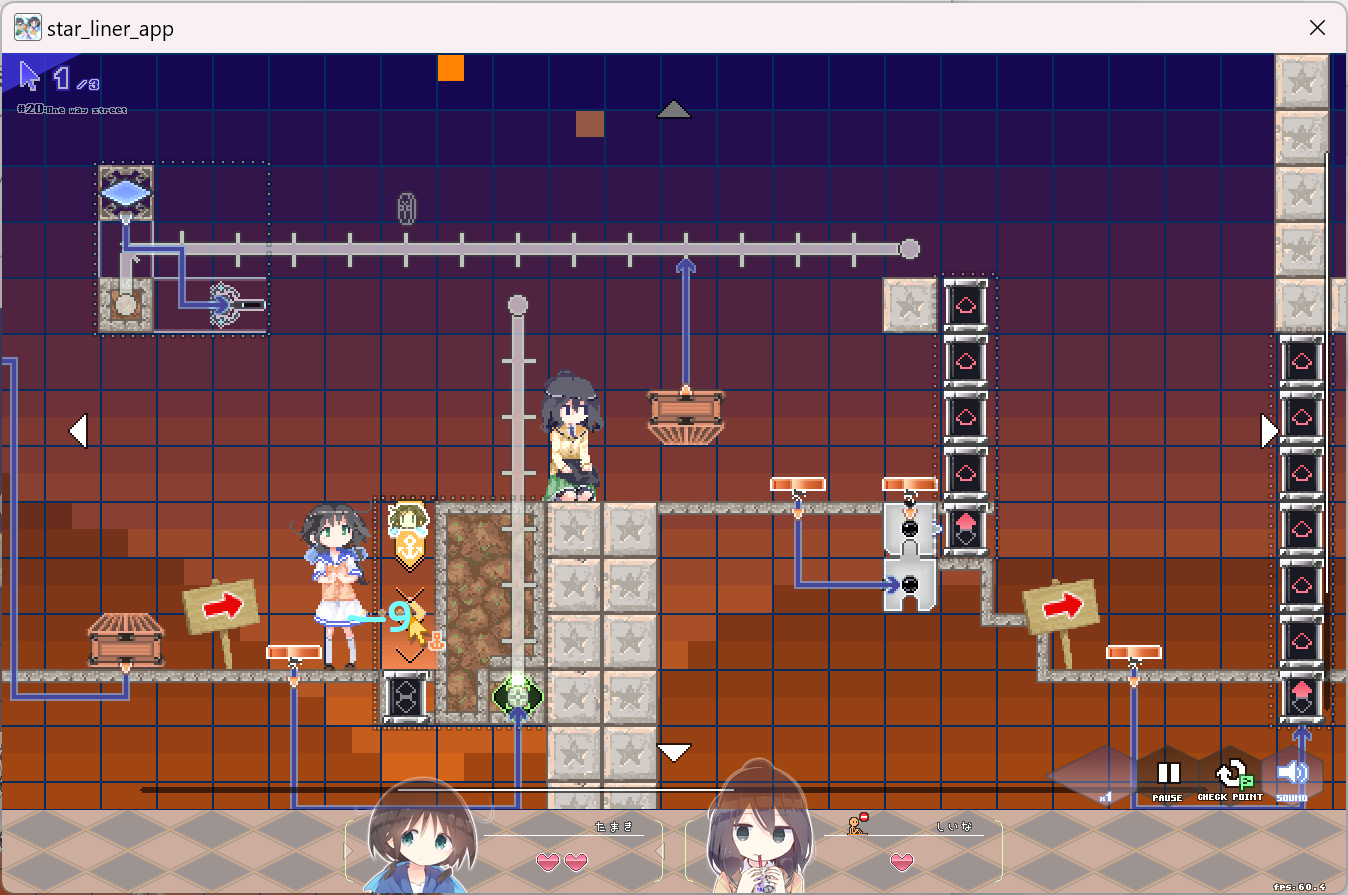 star_liner_app
1/3
#20:One way street
9
x1
PAUSE
CHECK POINT
SOUND
たまき
しいな
fps:60.4